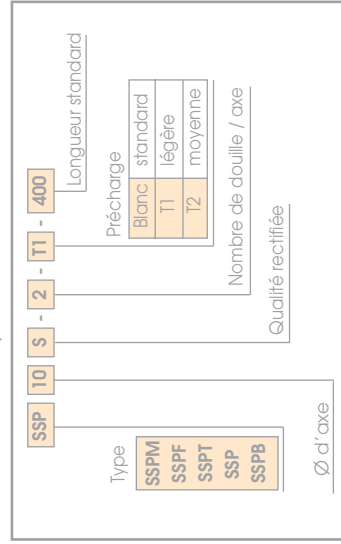 SSP 10 S - 2 - T1 - 400
Longueur standard
Précharge
Blanc standard
T1 légère
T2 moyenne
Nombre de douille / axe
Qualité rectifiée
Type
SSPM
SSPF
SSPT
SSP
SSPB
Ø d'axe